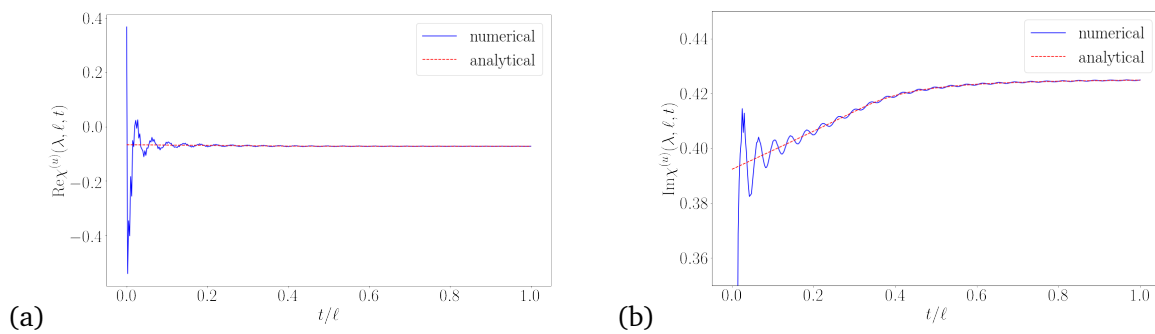 (a)
Reχ^(u)(λ, ℓ, t)
0.4
0.2
0.0
−0.2
−0.4
numerical
analytical
0.0 0.2 0.4 0.6 0.8 1.0
t/ℓ
(b)
Imχ^(u)(λ, ℓ, t)
0.44
0.42
0.40
0.38
0.36
numerical
analytical
0.0 0.2 0.4 0.6 0.8 1.0
t/ℓ